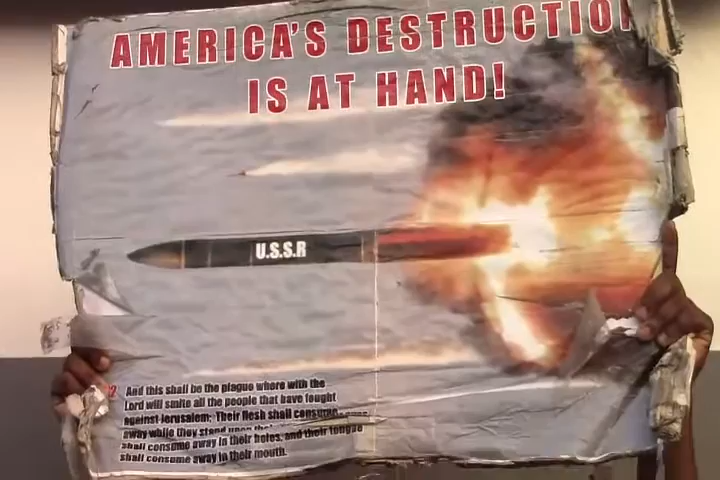 AMERICA'S DESTRUCTION
IS AT HAND!
U.S.S.R
2 And this shall be the plague where with the
Lord will smite all the people that have fought
against Jerusalem; Their flesh shall consume
away while they stand upon
shall consume away in their holes, and their tongue
shall consume away in their mouth.